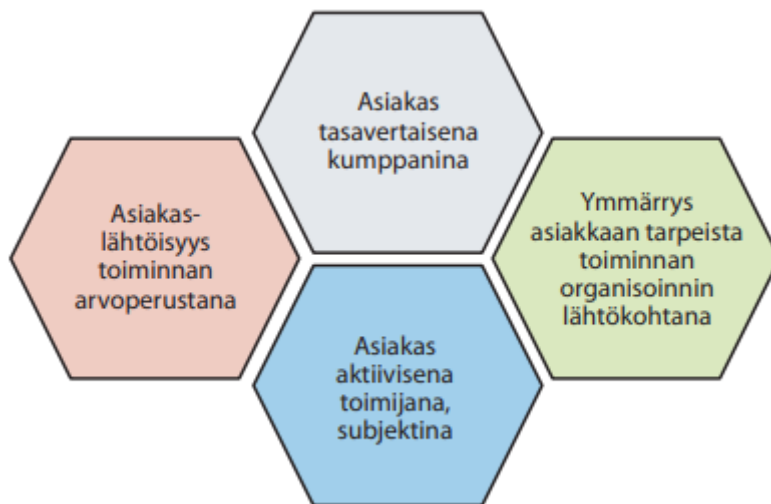 Asiakas
tasavertaisena
kumppanina
Asiakas-
lähtöisyys
toiminnan
arvoperustana
Ymmärrys
asiakkaan tarpeista
toiminnan
organisoinnin
lähtökohtana
Asiakas
aktiivisena
toimijana,
subjektina